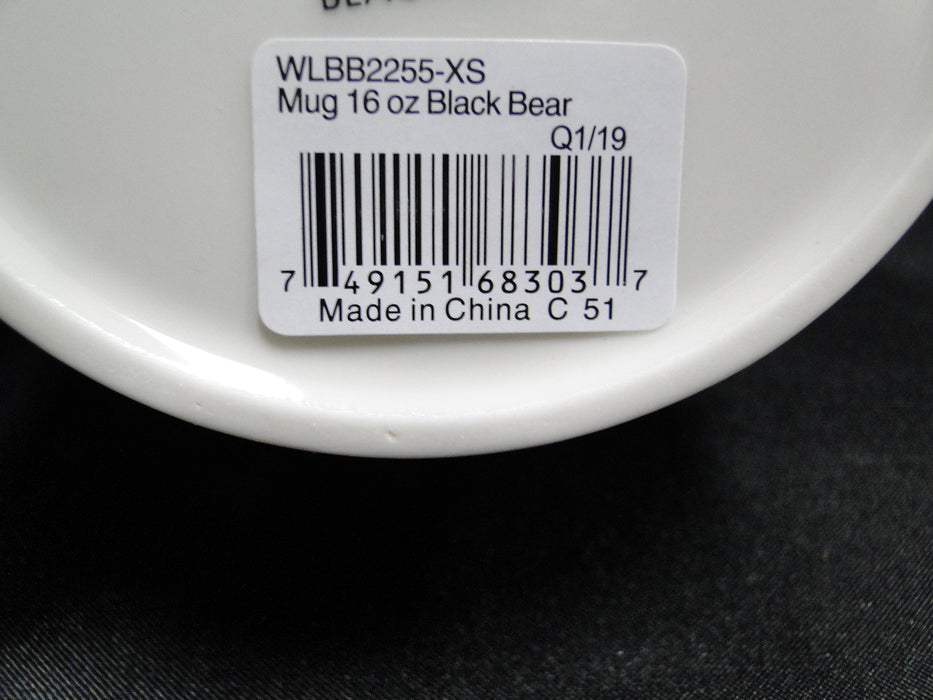 WLBB2255-XS
Mug 16 oz Black Bear
Q1/19
7 49151 68303 7
Made in China C 51